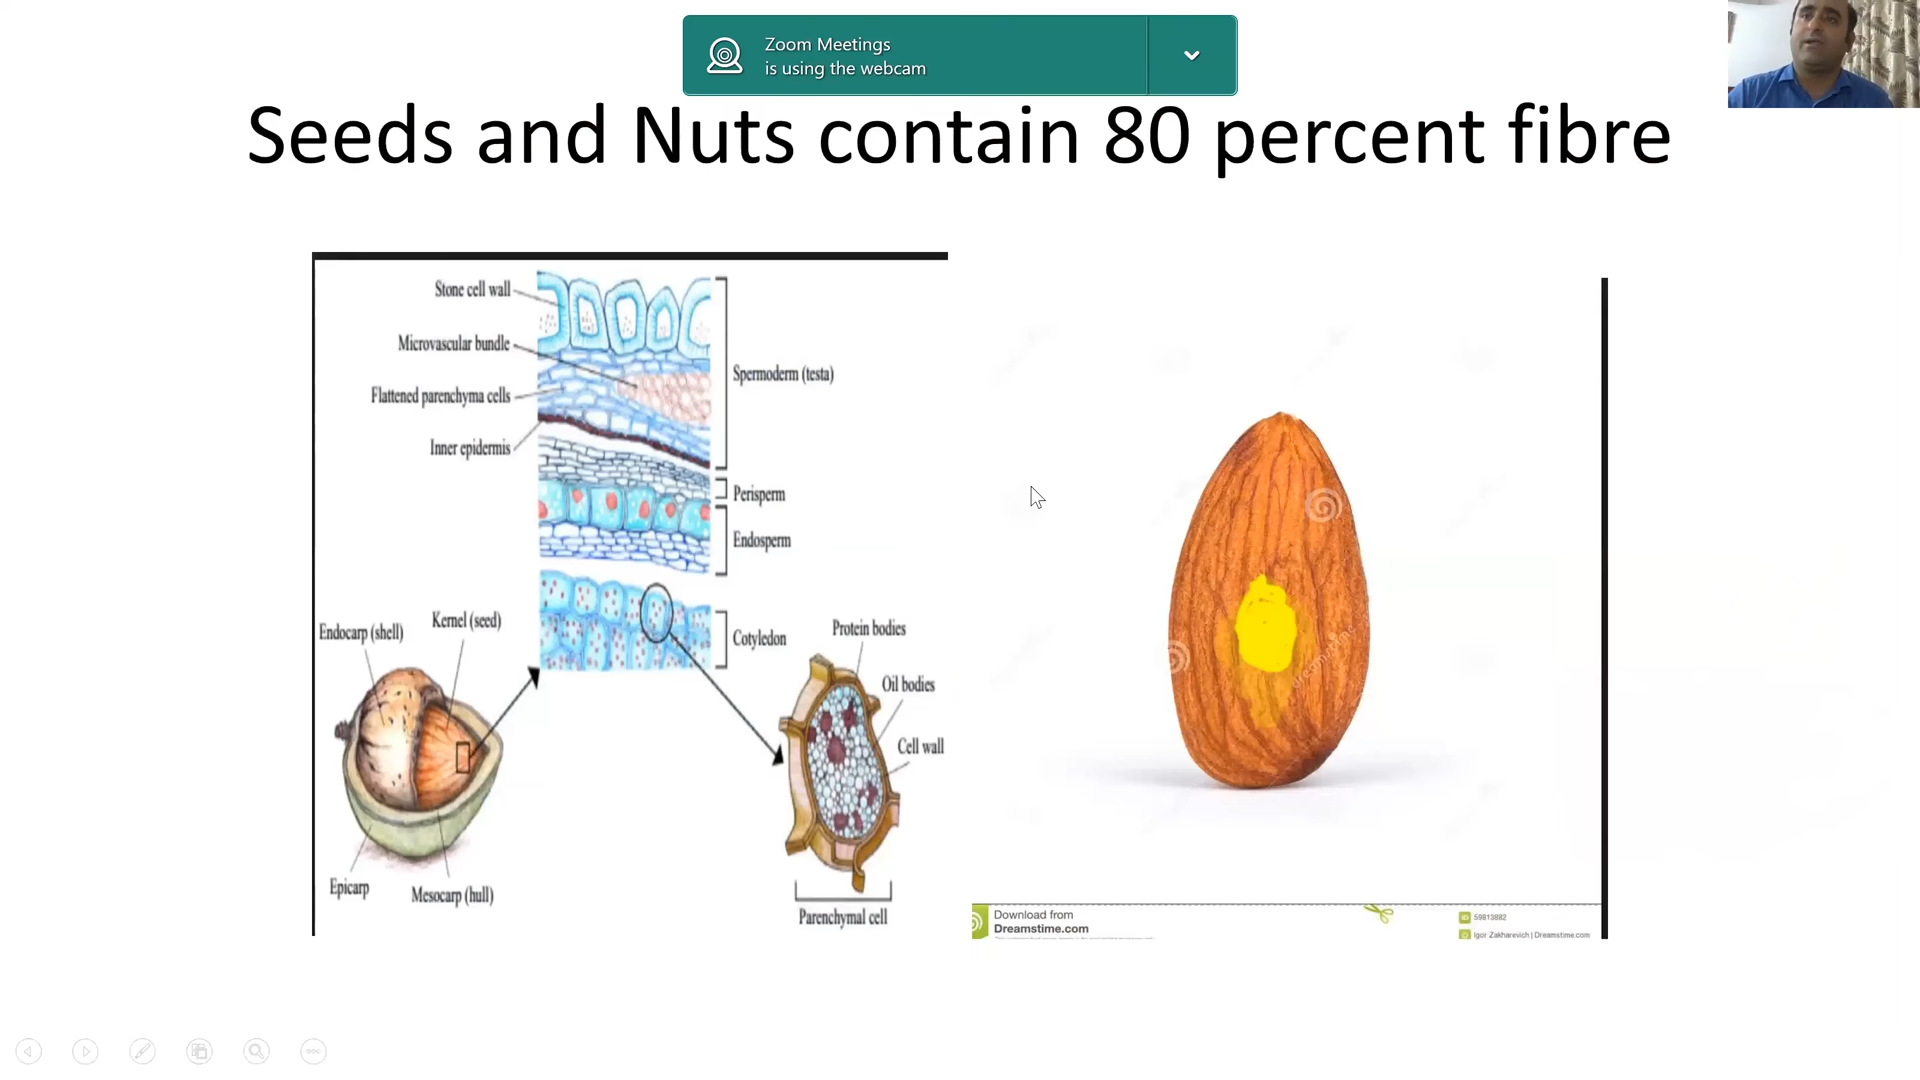 Zoom Meetings
is using the webcam
Seeds and Nuts contain 80 percent fibre
Stone cell wall
Microvascular bundle
Flattened parenchyma cells
Inner epidermis
Spermoderm (testa)
Perisperm
Endosperm
Cotyledon
Endocarp (shell)
Kernel (seed)
Epicarp
Mesocarp (hull)
Protein bodies
Oil bodies
Cell wall
Parenchymal cell
dreamstime
Download from
Dreamstime.com
ID 59813882
Igor Zakharevich | Dreamstime.com